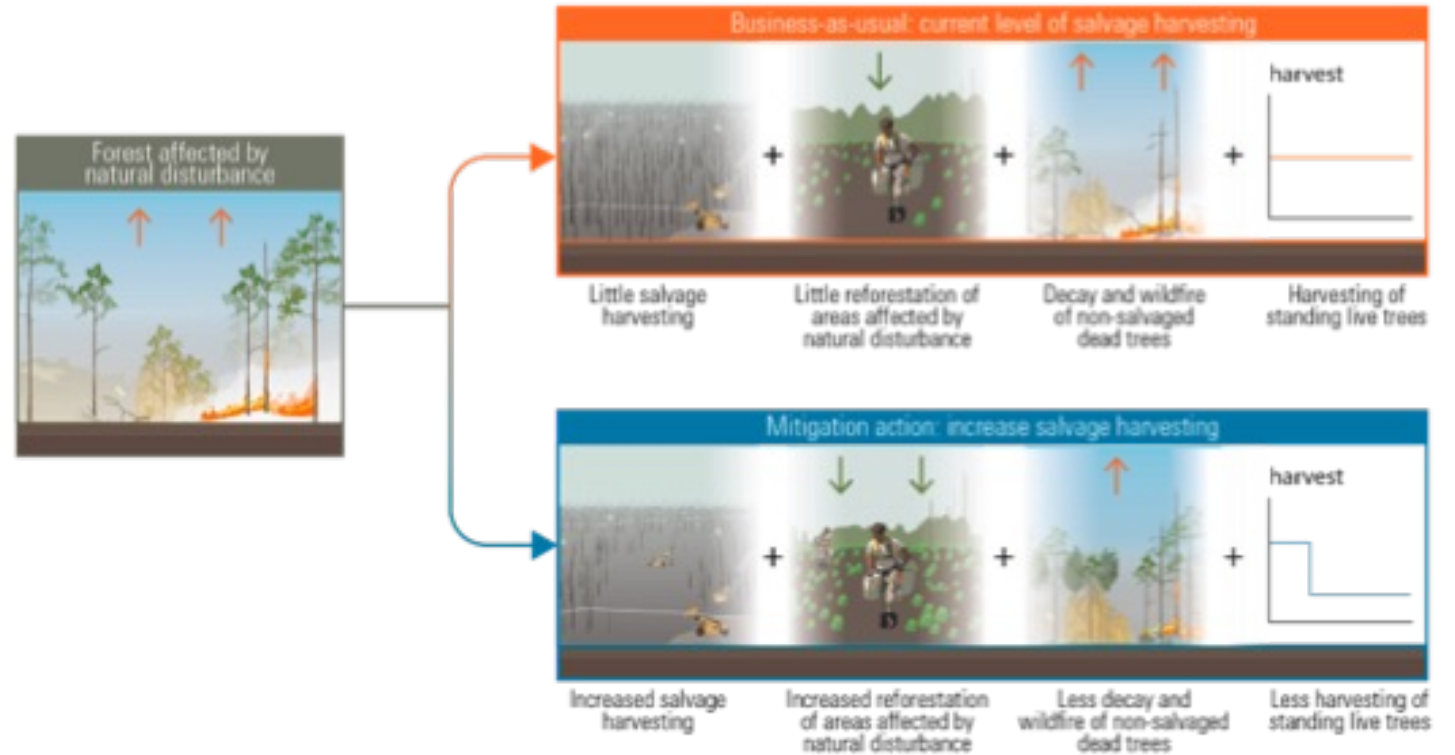 Forest affected by
natural disturbance
Business-as-usual: current level of salvage harvesting
harvest
Little salvage
harvesting
Little reforestation of
areas affected by
natural disturbance
Decay and wildfire
of non-salvaged
dead trees
Harvesting of
standing live trees
Mitigation action: increase salvage harvesting
harvest
Increased salvage
harvesting
Increased reforestation
of areas affected by
natural disturbance
Less decay and
wildfire of non-salvaged
dead trees
Less harvesting of
standing live trees